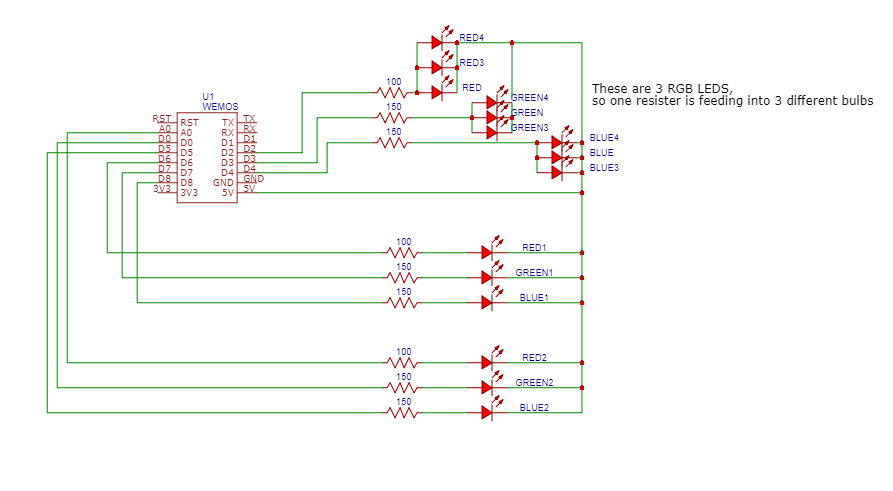 RED4
RED3
RED
100
150
150
GREEN4
GREEN
GREEN3
BLUE4
BLUE
BLUE3
These are 3 RGB LEDS,
so one resister is feeding into 3 different bulbs
U1
WEMOS
RST RST TX TX
A0 A0 RX RX
D0 D0 D1 D1
D5 D5 D2 D2
D6 D6 D3 D3
D7 D7 D4 D4
D8 D8 GND GND
3V3 3V3 5V 5V
100 RED1
150 GREEN1
150 BLUE1
100 RED2
150 GREEN2
150 BLUE2